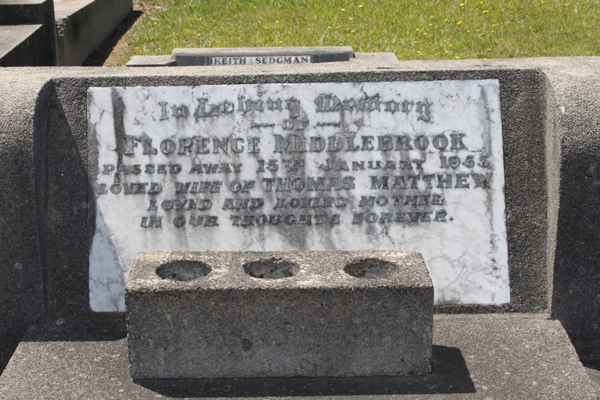 KEITH SEDGMAN
In Loving Memory
— OF —
FLORENCE MIDDLEBROOK
PASSED AWAY 15TH JANUARY
LOVED WIFE OF THOMAS MATTHEW
LOVED AND LOVING MOTHER
IN OUR THOUGHTS FOREVER.